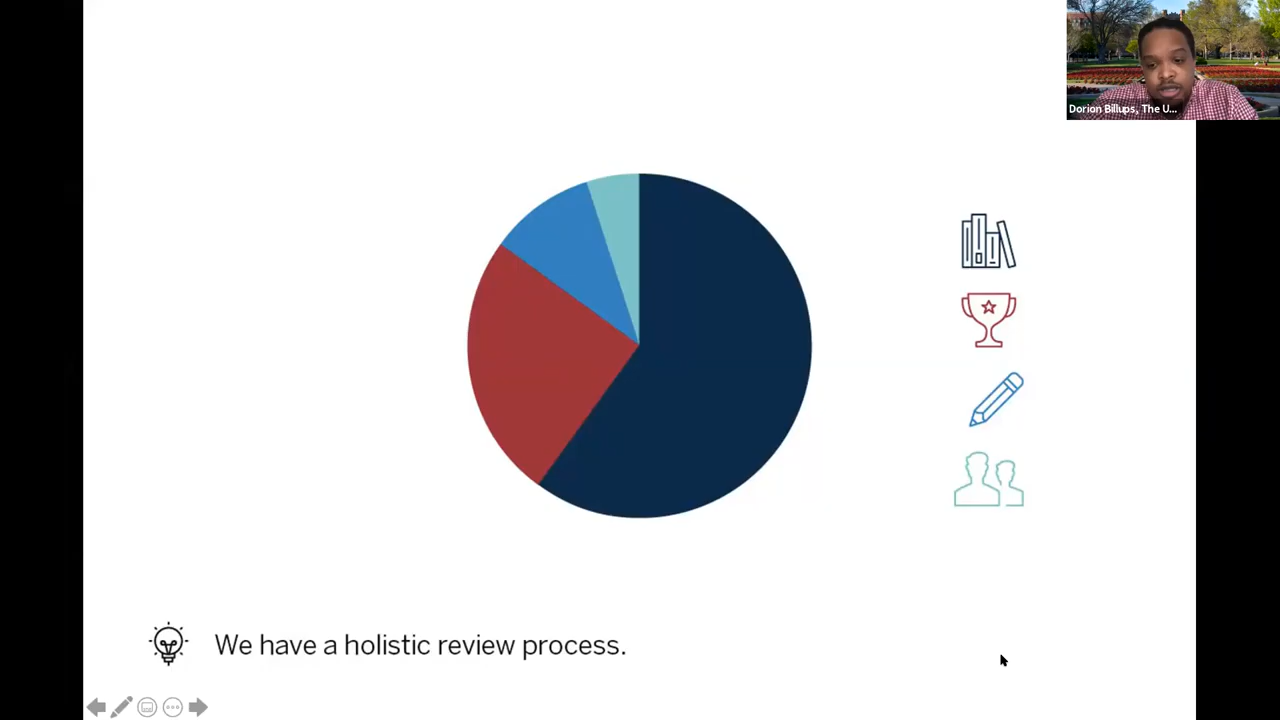 Dorion Billups, The U...
We have a holistic review process.